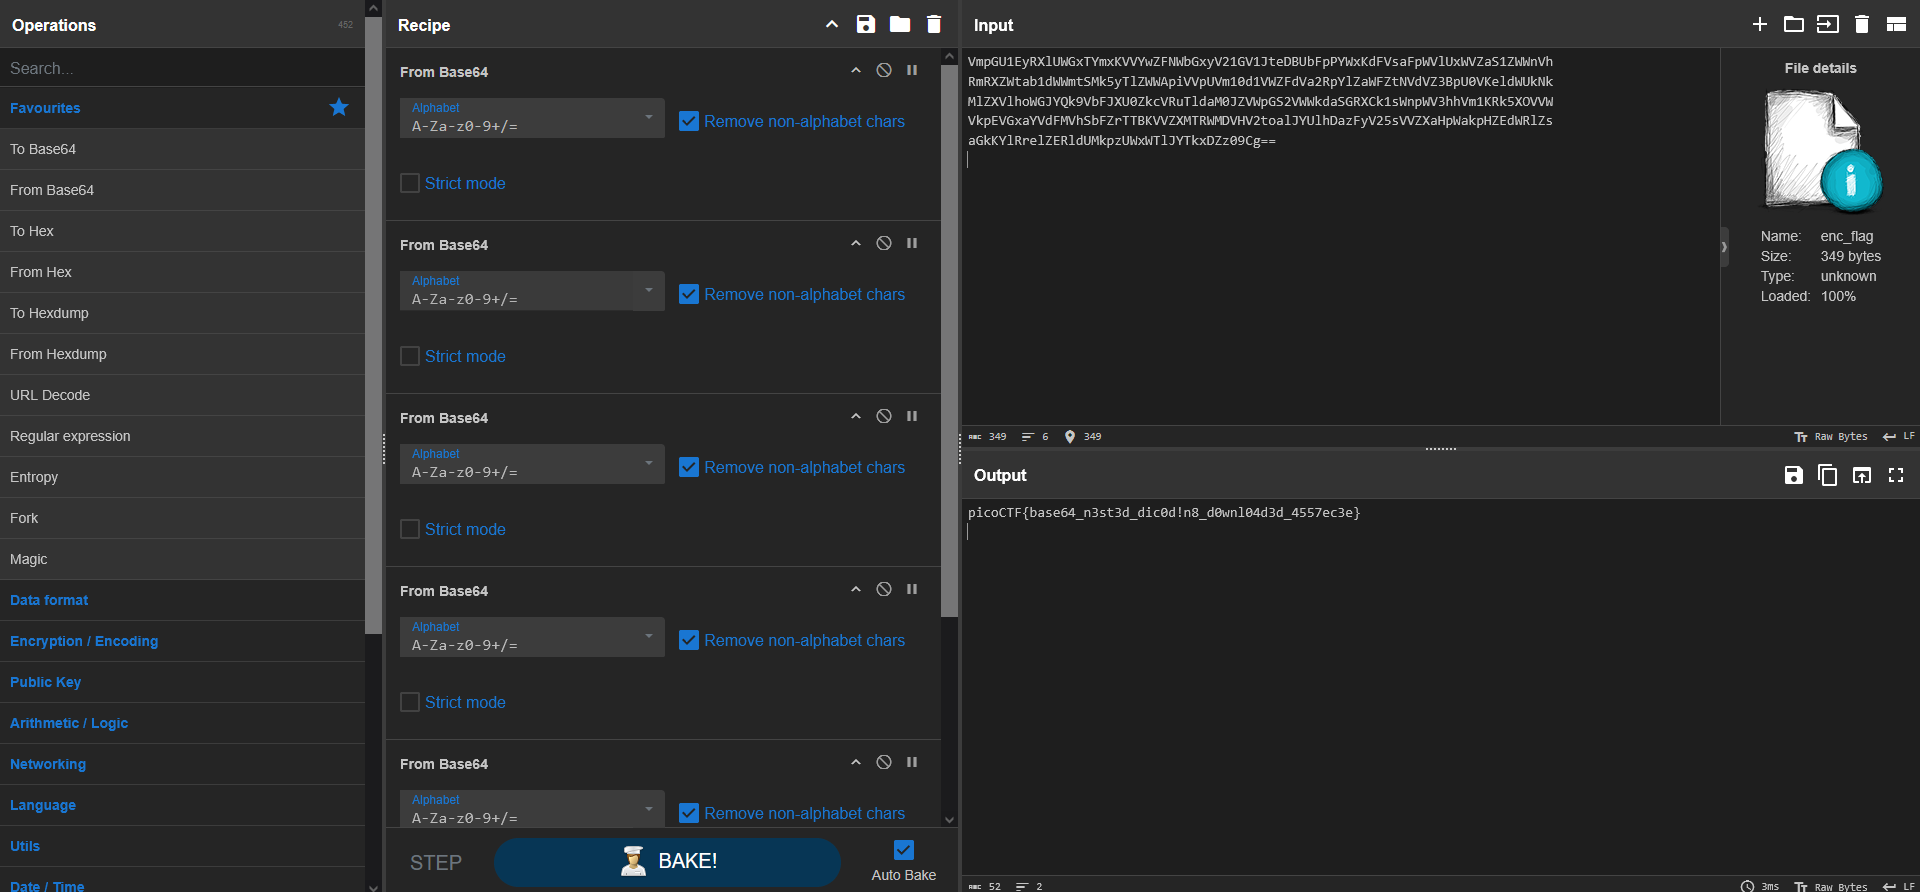 Operations
452
Search...
Favourites
To Base64
From Base64
To Hex
From Hex
To Hexdump
From Hexdump
URL Decode
Regular expression
Entropy
Fork
Magic
Data format
Encryption / Encoding
Public Key
Arithmetic / Logic
Networking
Language
Utils
Date / Time
Recipe
From Base64
Alphabet
A-Za-z0-9+/=
Remove non-alphabet chars
Strict mode
From Base64
Alphabet
A-Za-z0-9+/=
Remove non-alphabet chars
Strict mode
From Base64
Alphabet
A-Za-z0-9+/=
Remove non-alphabet chars
Strict mode
From Base64
Alphabet
A-Za-z0-9+/=
Remove non-alphabet chars
Strict mode
From Base64
Alphabet
A-Za-z0-9+/=
Remove non-alphabet chars
STEP
BAKE!
Auto Bake
Input
VmpGU1EyRXlUWGxTYmxKVVYwZFNWbGxyV21GV1JteDBUbFpPYWxKdFVsaFpWVlUxWVZaS1ZWWnVh
RmRXZWtab1dWWmtSMk5yTlZWWApiVVpUVm10d1VWZFdVa2RpYlZaWFZtNVdVZ3BpU0VKeldWUkNk
MlZXVlhoWGJYQk9VbFJXU0ZkcVRuTldaM0JZVWpGS2VWWkdaSGRXCk1sWnpWV3hhVm1KRk5XOVVW
VkpEVGxaYVdFMVhSbFZrTTBKVVZXMTRWMDVHV2toalJYUlhDazFyV25sVVZXaHpWakpHZEdWRlZs
aGkKYlRrelZERldUMkpzUWxWTlJYTkxDZz09Cg==
File details
Name: enc_flag
Size: 349 bytes
Type: unknown
Loaded: 100%
349
6
349
Raw Bytes
LF
Output
picoCTF{base64_n3st3d_dic0d!n8_d0wnl04d3d_4557ec3e}
52
2
3ms
Raw Bytes
LF